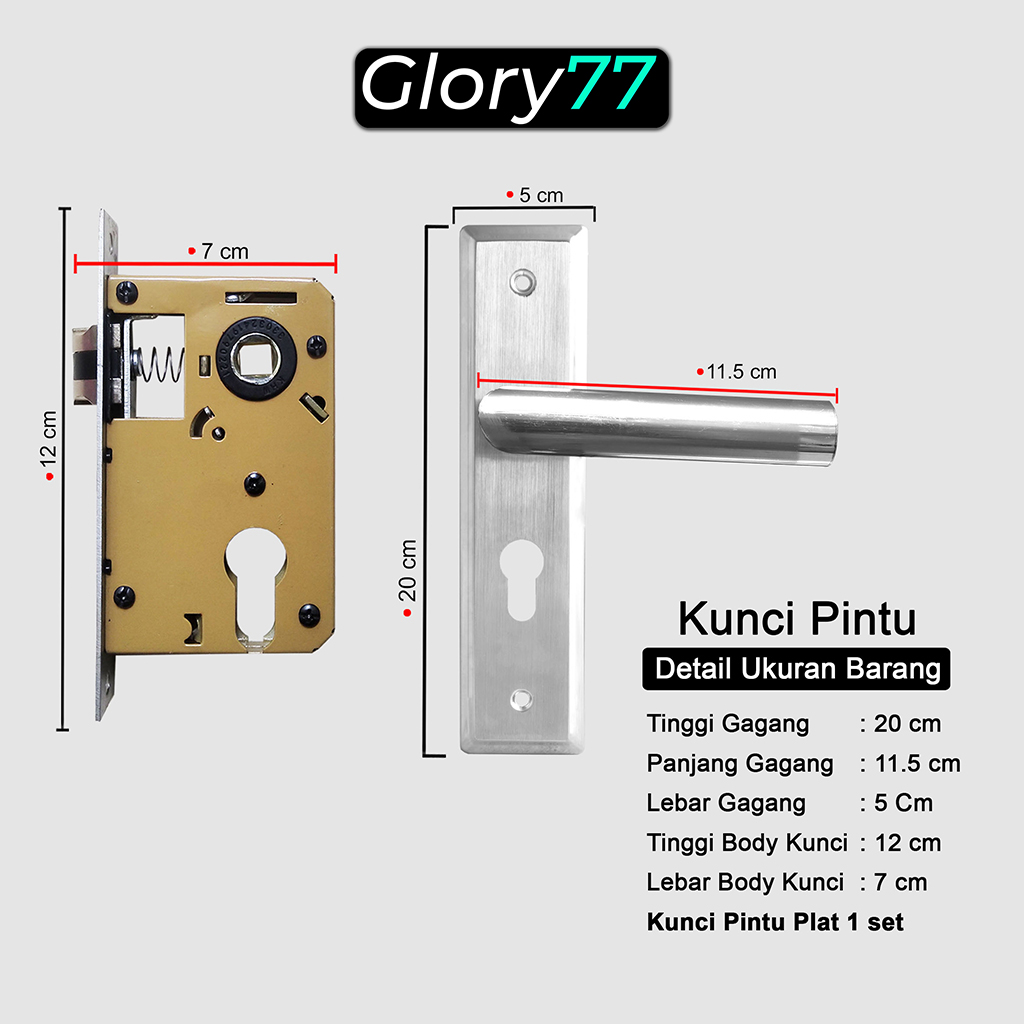 Glory77
• 5 cm
• 7 cm
• 11.5 cm
• 12 cm
• 20 cm
Kunci Pintu
Detail Ukuran Barang
Tinggi Gagang : 20 cm
Panjang Gagang : 11.5 cm
Lebar Gagang : 5 Cm
Tinggi Body Kunci : 12 cm
Lebar Body Kunci : 7 cm
Kunci Pintu Plat 1 set